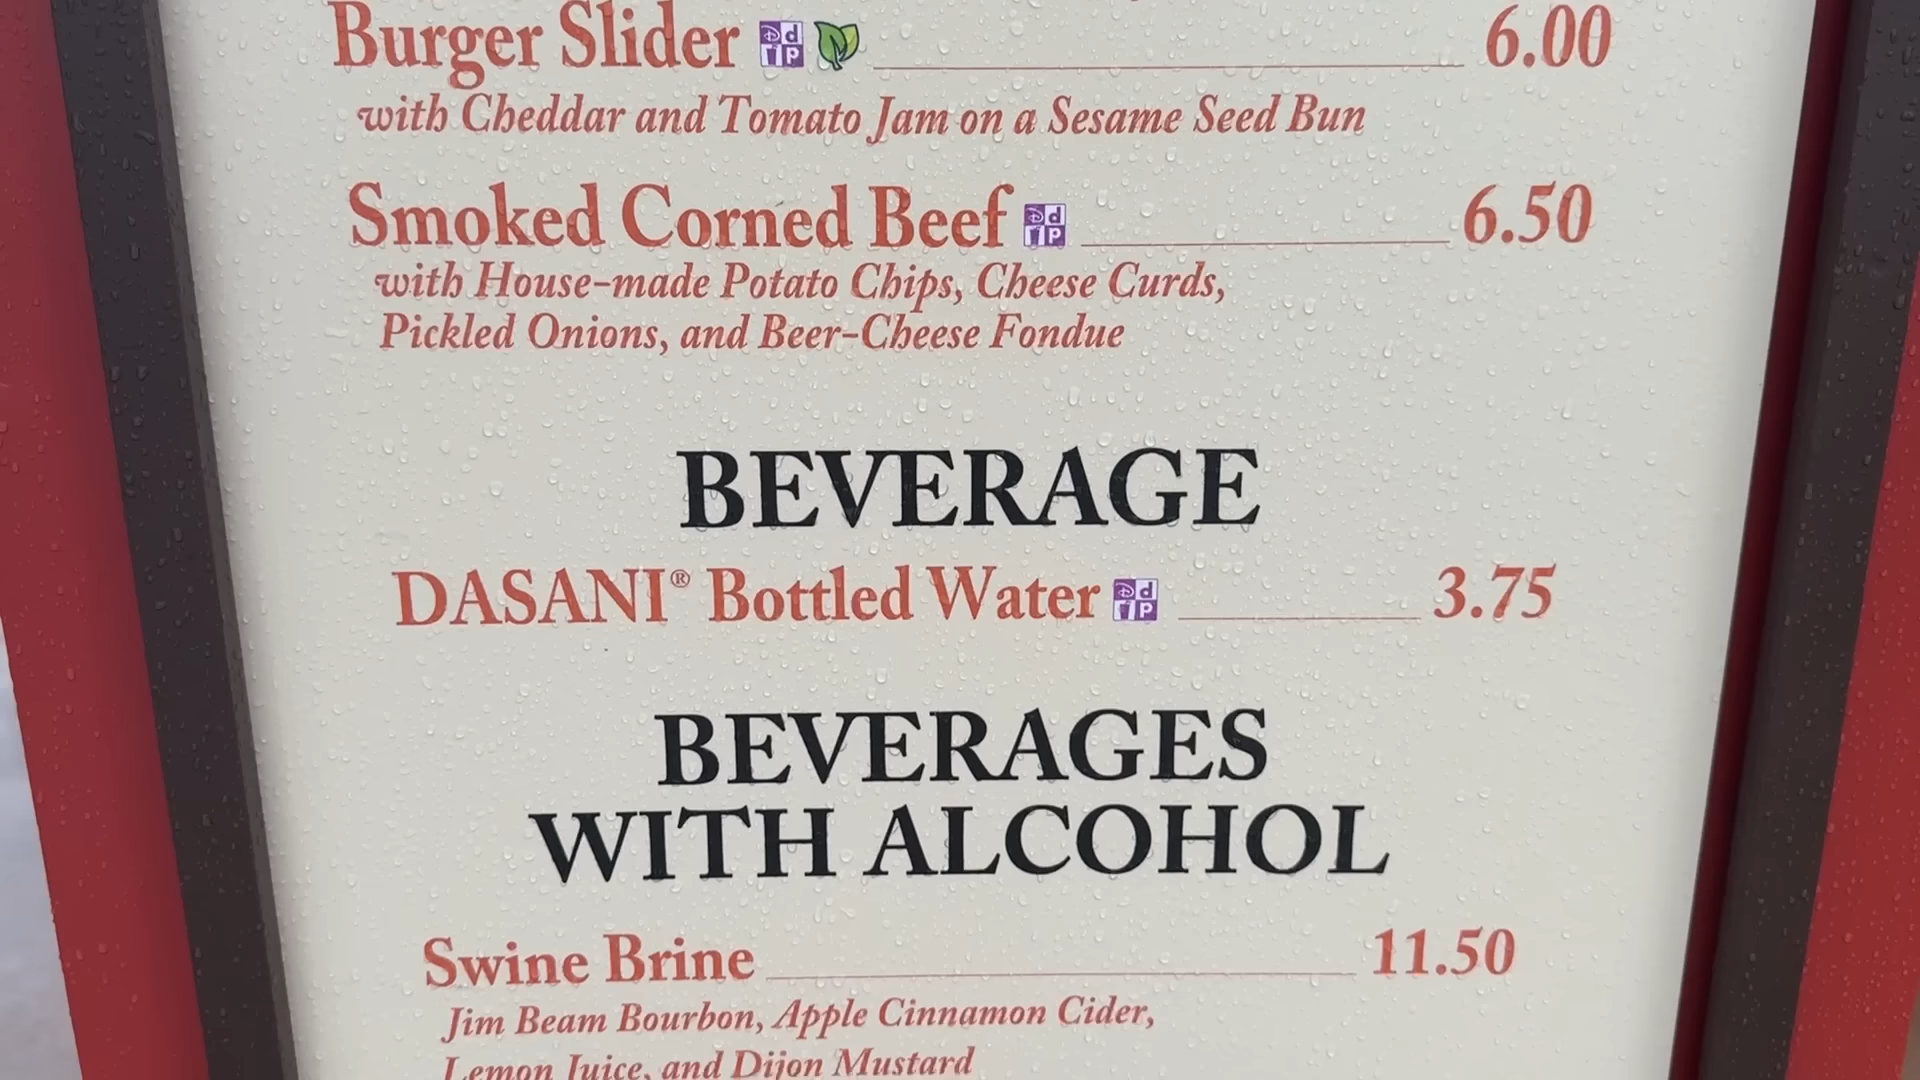 Burger Slider 6.00
with Cheddar and Tomato Jam on a Sesame Seed Bun
Smoked Corned Beef 6.50
with House-made Potato Chips, Cheese Curds,
Pickled Onions, and Beer-Cheese Fondue
BEVERAGE
DASANI® Bottled Water 3.75
BEVERAGES
WITH ALCOHOL
Swine Brine 11.50
Jim Beam Bourbon, Apple Cinnamon Cider,
Lemon Juice, and Dijon Mustard